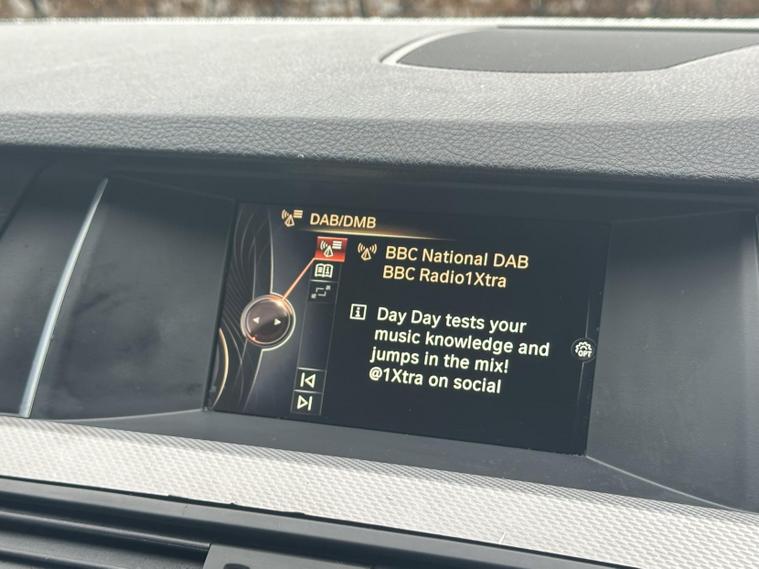 DAB/DMB
BBC National DAB
BBC Radio1Xtra
Day Day tests your
music knowledge and
jumps in the mix!
@1Xtra on social
OPT